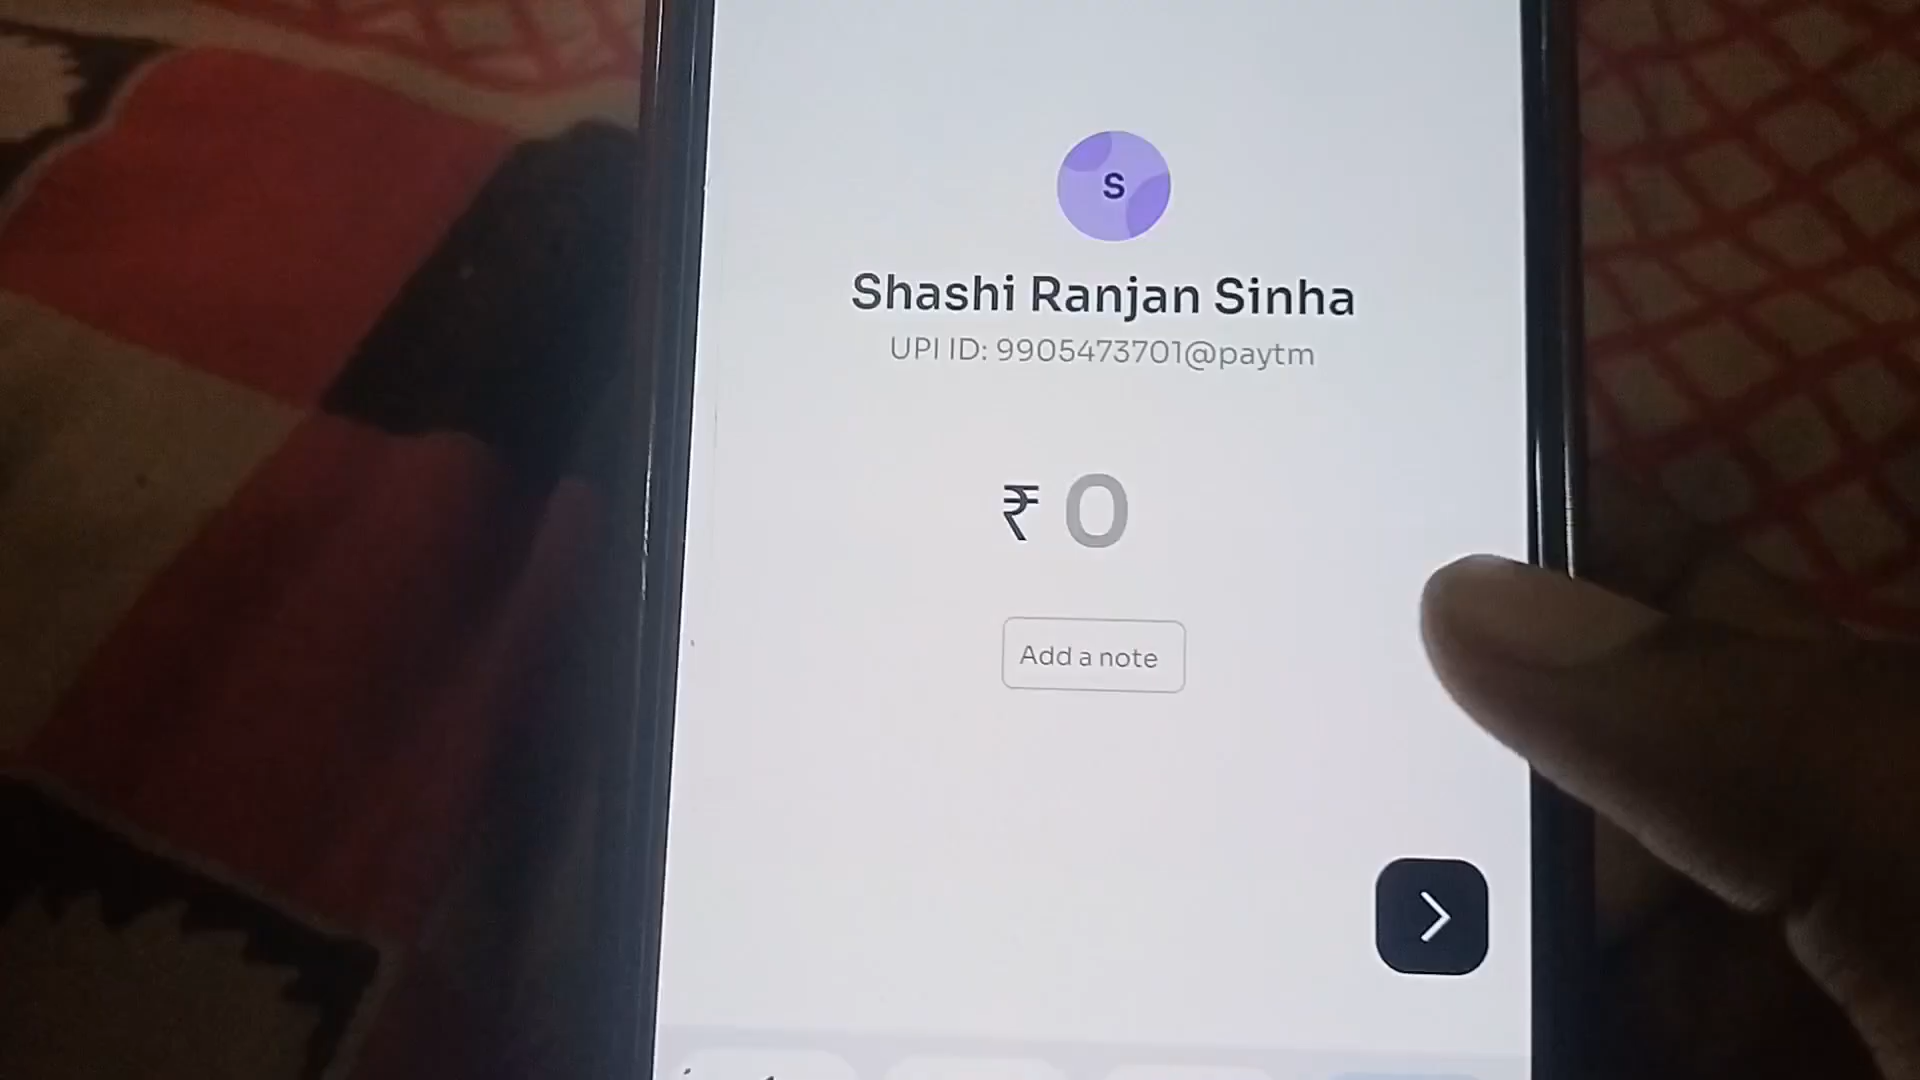 S
Shashi Ranjan Sinha
UPI ID: 9905473701@paytm
₹ 0
Add a note